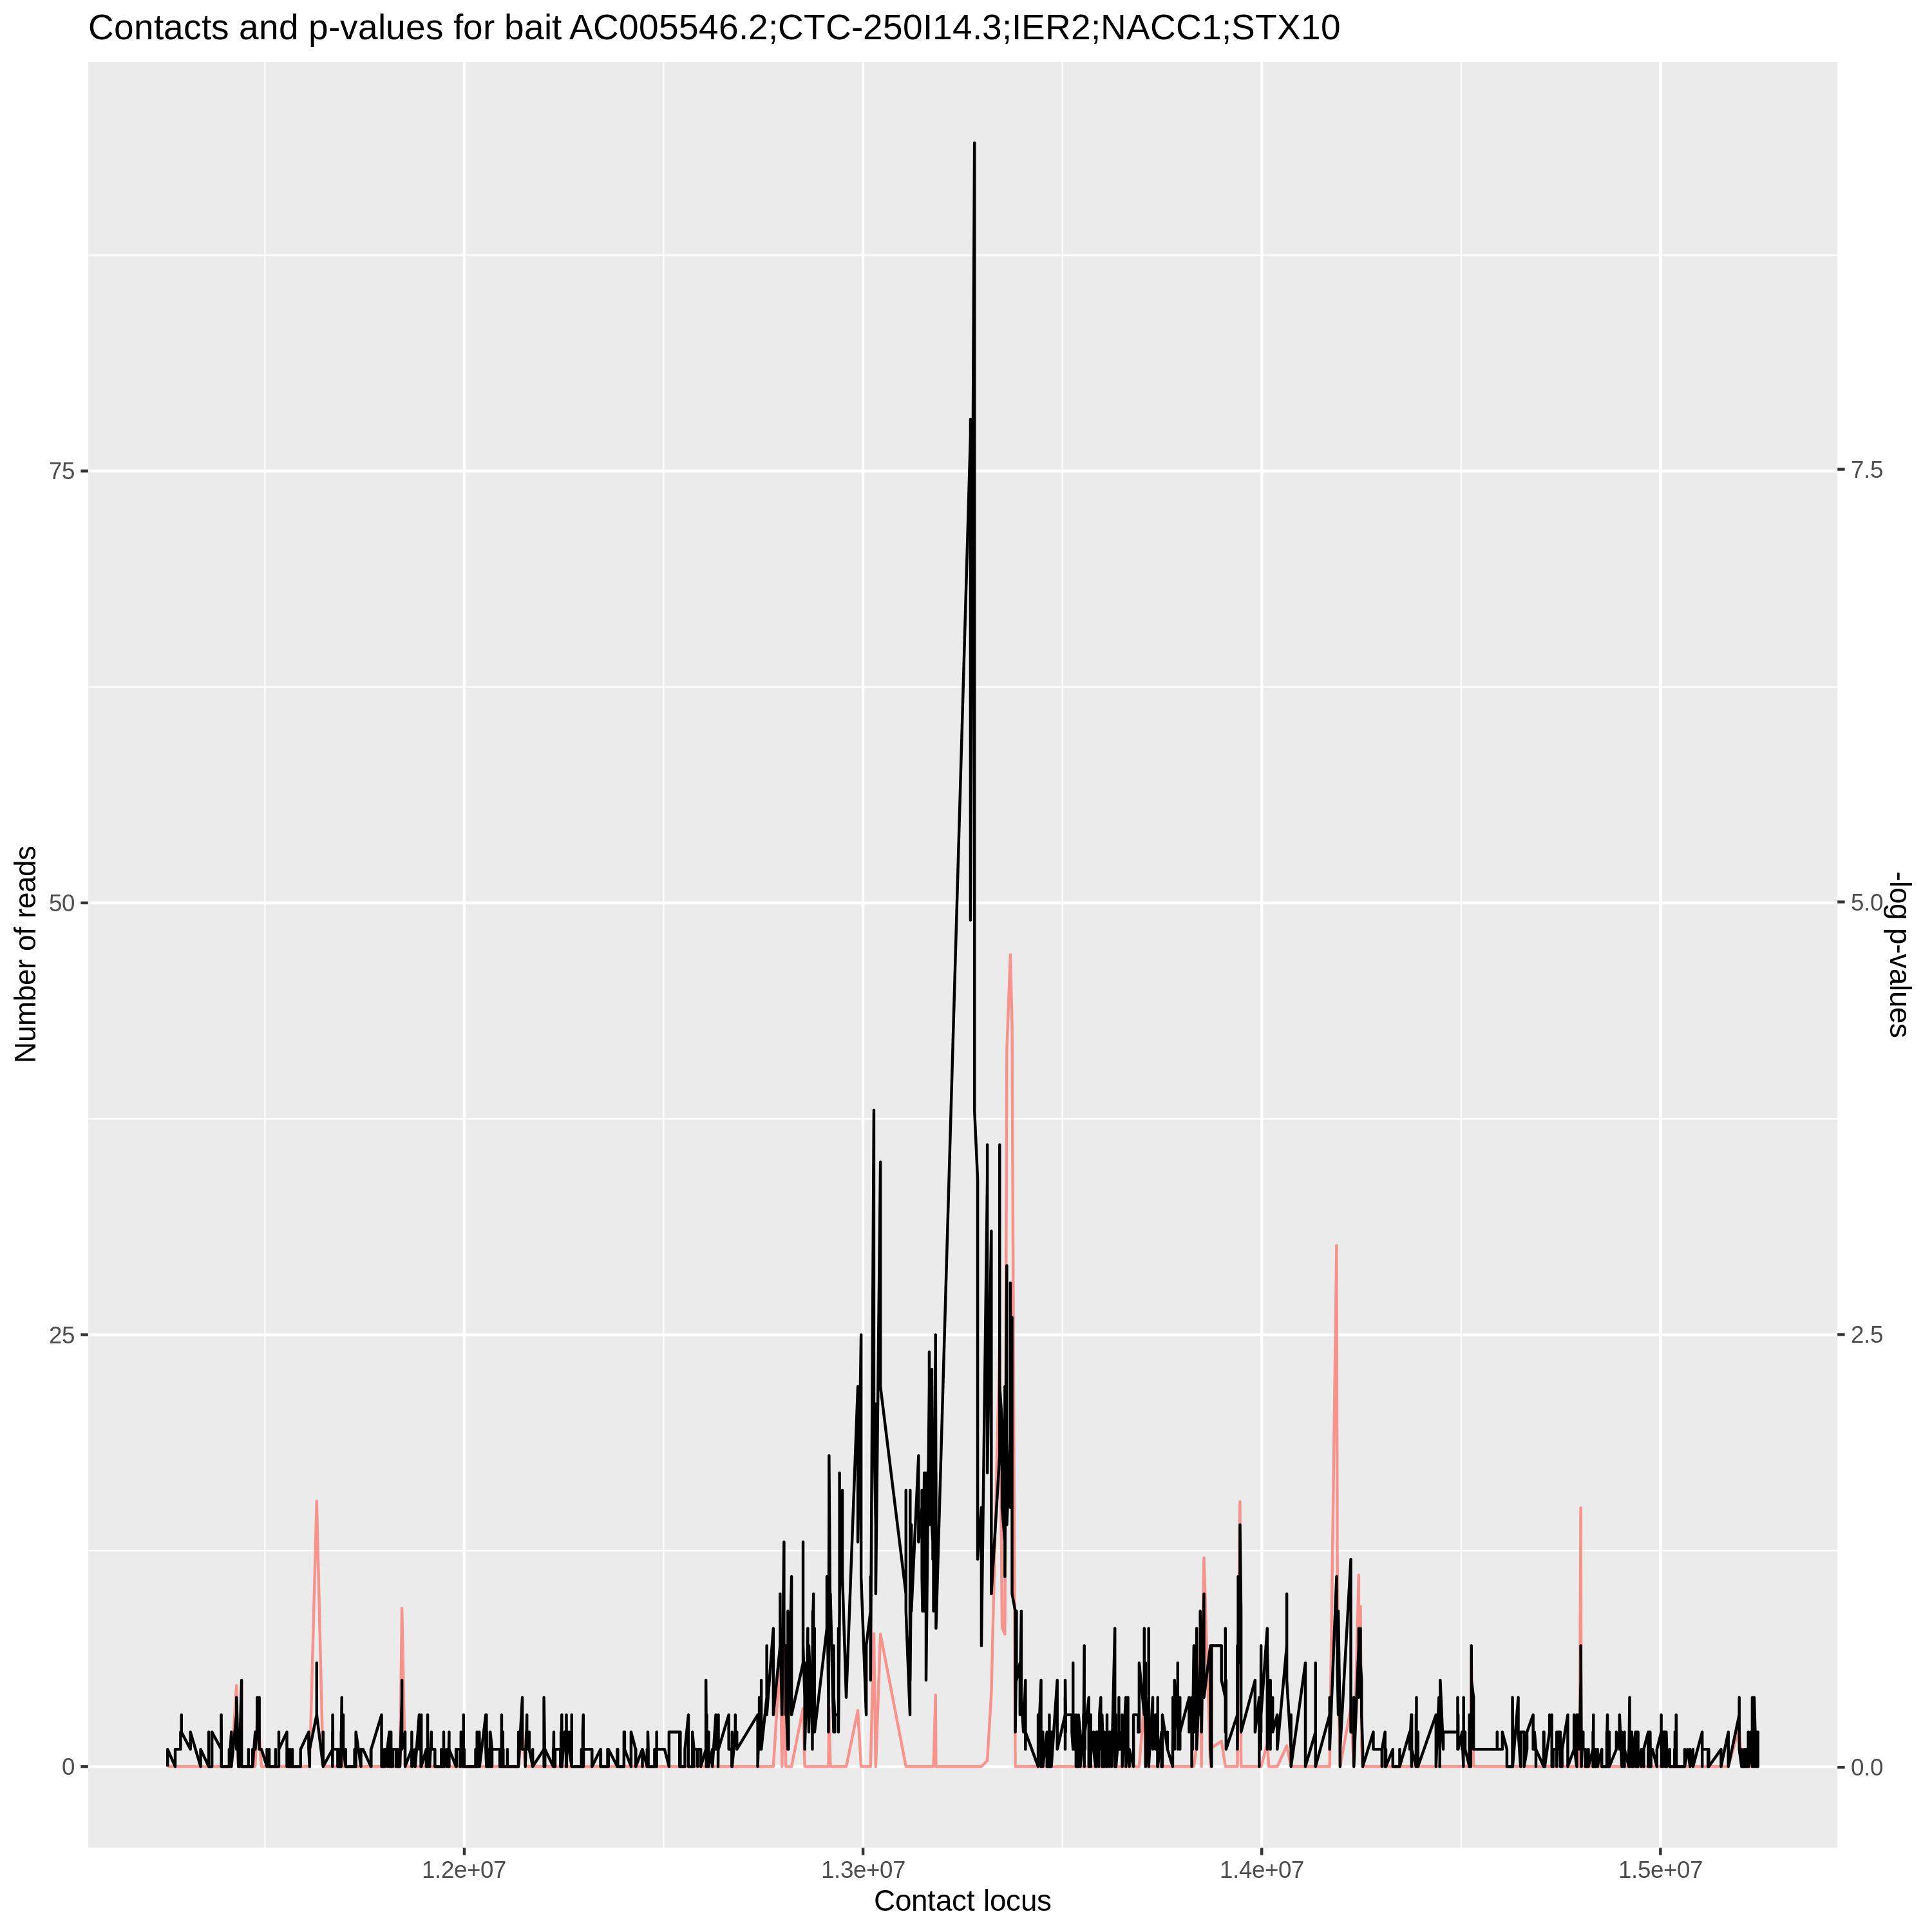 Contacts and p-values for bait AC005546.2;CTC-250I14.3;IER2;NACC1;STX10
Number of reads
75
50
25
0
7.5
5.0
2.5
0.0
-log p-values
1.2e+07
1.3e+07
1.4e+07
1.5e+07
Contact locus